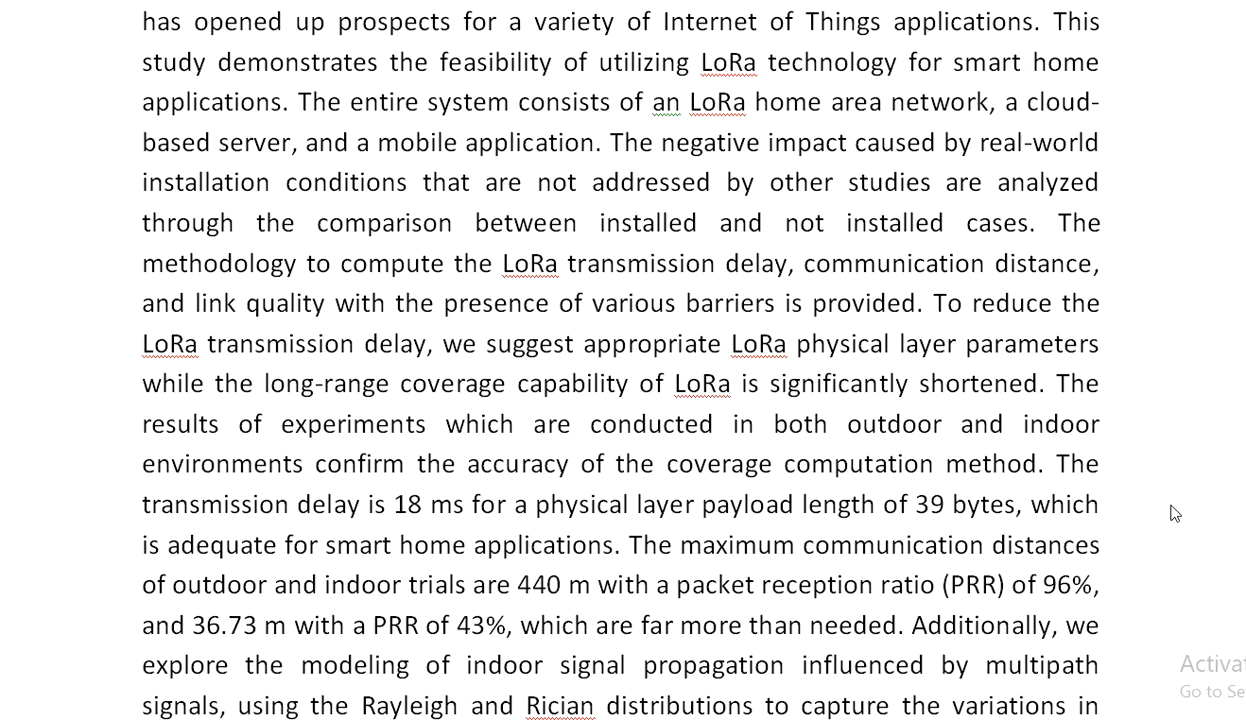 has opened up prospects for a variety of Internet of Things applications. This
study demonstrates the feasibility of utilizing LoRa technology for smart home
applications. The entire system consists of an LoRa home area network, a cloud-
based server, and a mobile application. The negative impact caused by real-world
installation conditions that are not addressed by other studies are analyzed
through the comparison between installed and not installed cases. The
methodology to compute the LoRa transmission delay, communication distance,
and link quality with the presence of various barriers is provided. To reduce the
LoRa transmission delay, we suggest appropriate LoRa physical layer parameters
while the long-range coverage capability of LoRa is significantly shortened. The
results of experiments which are conducted in both outdoor and indoor
environments confirm the accuracy of the coverage computation method. The
transmission delay is 18 ms for a physical layer payload length of 39 bytes, which
is adequate for smart home applications. The maximum communication distances
of outdoor and indoor trials are 440 m with a packet reception ratio (PRR) of 96%,
and 36.73 m with a PRR of 43%, which are far more than needed. Additionally, we
explore the modeling of indoor signal propagation influenced by multipath
signals, using the Rayleigh and Rician distributions to capture the variations in
Activat
Go to Se